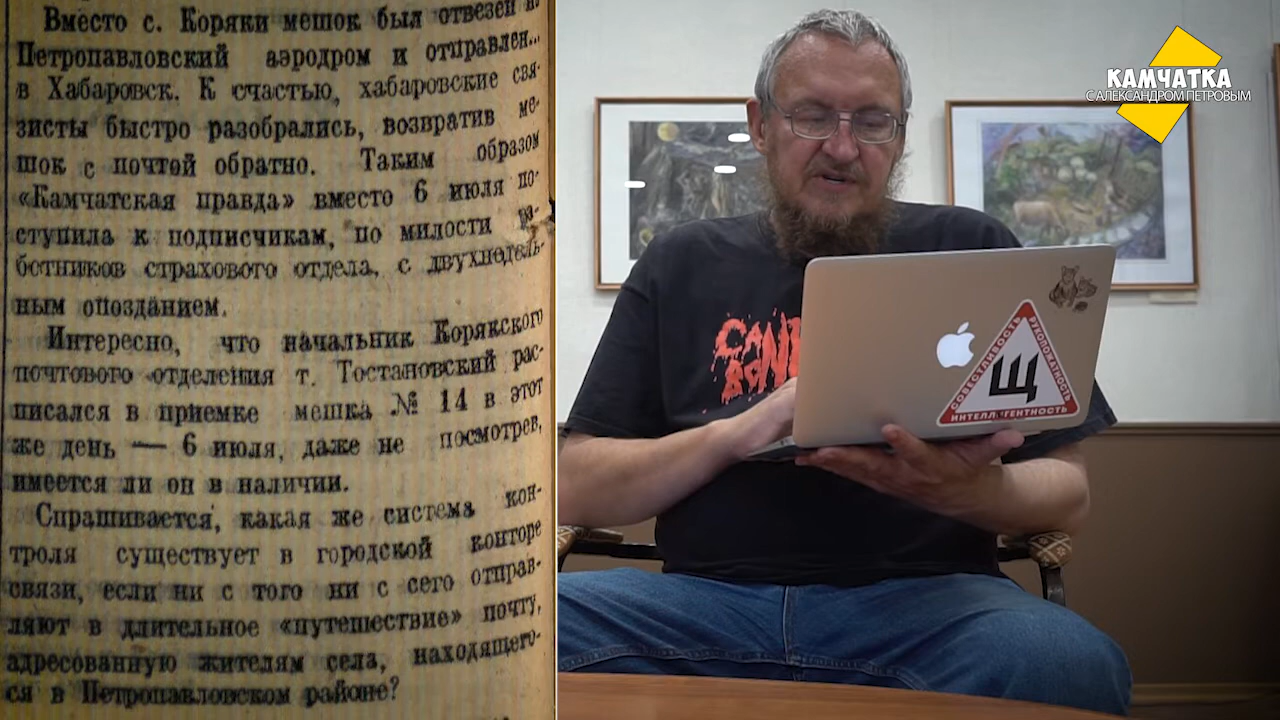 Вместо с. Коряки мешок был отвезен в
Петропавловский аэродром и отправлен...
в Хабаровск. К счастью, хабаровские свя-
зисты быстро разобрались, возвратив ме-
шок с почтой обратно. Таким образом
«Камчатская правда» вместо 6 июля по-
ступила к подписчикам, по милости ра-
ботников страхового отдела, с двухнедель-
ным опозданием.
Интересно, что начальник Корякского
почтового отделения т. Тостановский рас-
писался в приемке мешка № 14 в этот
же день — 6 июля, даже не посмотрев,
имеется ли он в наличии.
Спрашивается, какая же система кон-
троля существует в городской конторе
связи, если ни с того ни с сего отправ-
ляют в длительное «путешествие» почту,
адресованную жителям села, находящего-
ся в Петропавловском районе?
КАМЧАТКА
С АЛЕКСАНДРОМ ПЕТРОВЫМ
СОВЕСТЛИВОСТЬ
РУКОПОЖАТНОСТЬ
Щ
ИНТЕЛЛИГЕНТНОСТЬ